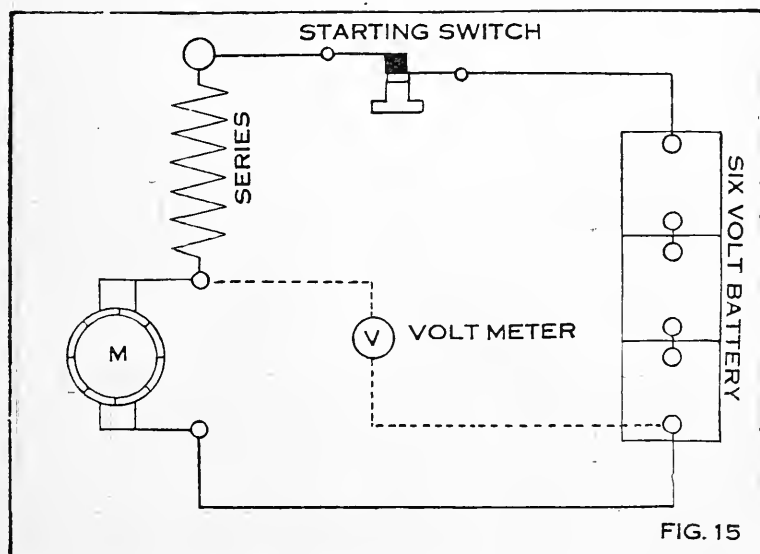 STARTING SWITCH
SERIES
SIX VOLT BATTERY
M
V
VOLT METER
FIG. 15